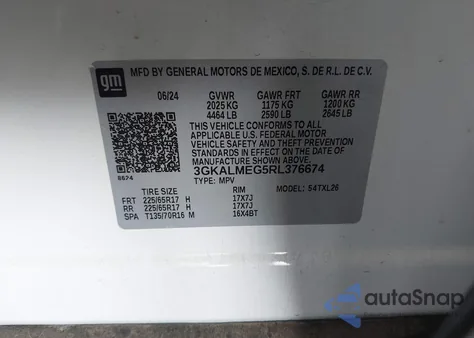 gm
MFD BY GENERAL MOTORS DE MEXICO, S. DE R.L. DE C.V.
06/24 GVWR GAWR FRT GAWR RR
2025 KG 1175 KG 1200 KG
4464 LB 2590 LB 2645 LB
THIS VEHICLE CONFORMS TO ALL
APPLICABLE U.S. FEDERAL MOTOR
VEHICLE SAFETY AND THEFT PREVENTION
STANDARDS IN EFFECT ON THE DATE OF
MANUFACTURE SHOWN ABOVE.
3GKALMEG5RL376674
TYPE: MPV
6674
MODEL: 54TXL26
TIRE SIZE RIM
FRT 225/65R17 H 17X7J
RR 225/65R17 H 17X7J
SPA T135/70R16 M 16X4BT
autoSnap